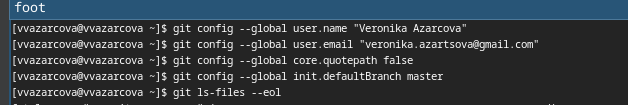 foot
[vvazarcova@vvazarcova ~]$ git config --global user.name "Veronika Azarcova"
[vvazarcova@vvazarcova ~]$ git config --global user.email "veronika.azartsova@gmail.com"
[vvazarcova@vvazarcova ~]$ git config --global core.quotepath false
[vvazarcova@vvazarcova ~]$ git config --global init.defaultBranch master
[vvazarcova@vvazarcova ~]$ git ls-files --eol